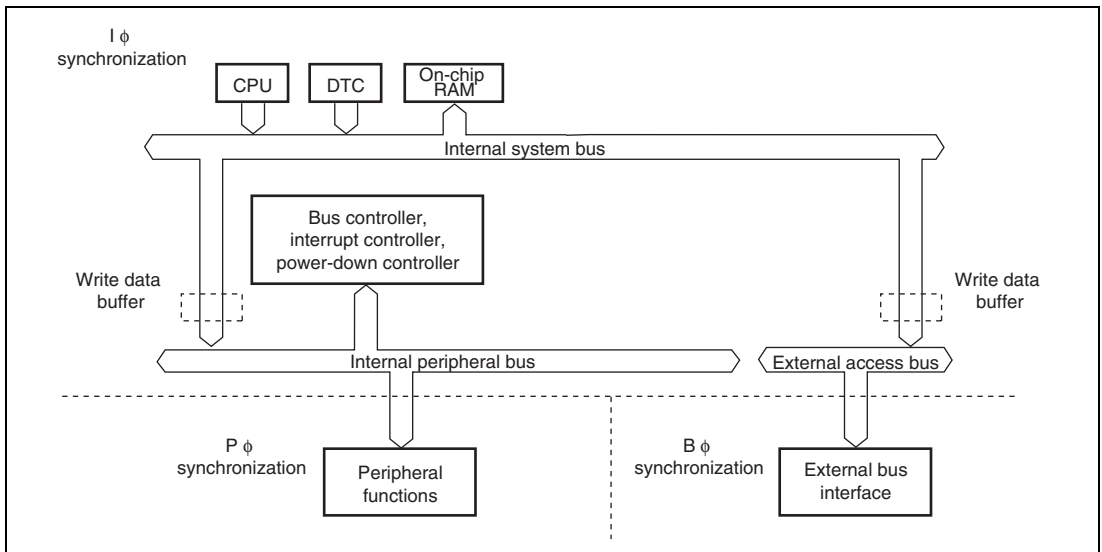 I ϕ
synchronization
CPU
DTC
On-chip
RAM
Internal system bus
Bus controller,
interrupt controller,
power-down controller
Write data
buffer
Write data
buffer
Internal peripheral bus
External access bus
P ϕ
synchronization
Peripheral
functions
B ϕ
synchronization
External bus
interface